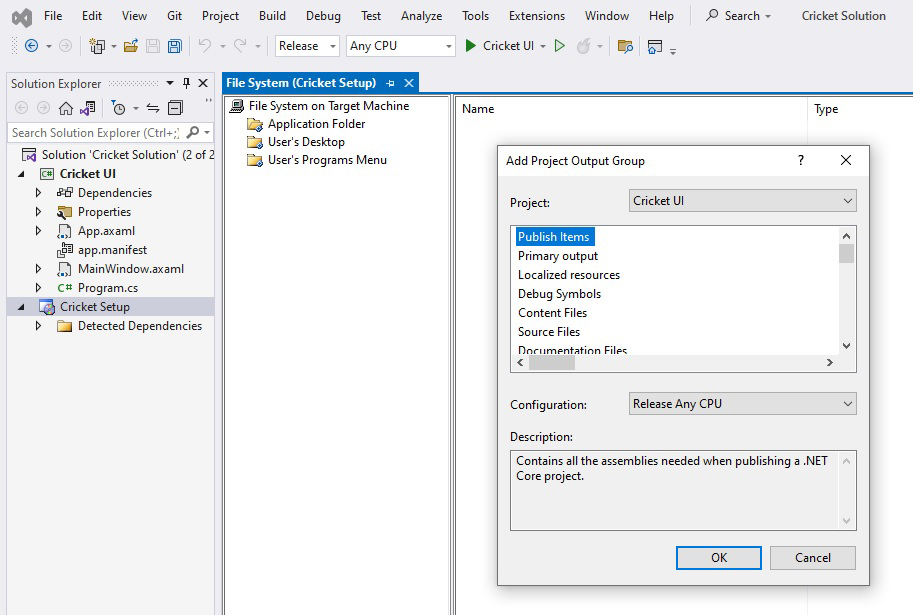 File Edit View Git Project Build Debug Test Analyze Tools Extensions Window Help Search Cricket Solution
Release Any CPU Cricket UI
Solution Explorer
Search Solution Explorer (Ctrl+;)
Solution 'Cricket Solution' (2 of 2
Cricket UI
Dependencies
Properties
App.axaml
app.manifest
MainWindow.axaml
C# Program.cs
Cricket Setup
Detected Dependencies
File System (Cricket Setup)
File System on Target Machine
Application Folder
User's Desktop
User's Programs Menu
Name Type
Add Project Output Group ?
Project: Cricket UI
Publish Items
Primary output
Localized resources
Debug Symbols
Content Files
Source Files
Documentation Files
Configuration: Release Any CPU
Description:
Contains all the assemblies needed when publishing a .NET
Core project.
OK Cancel